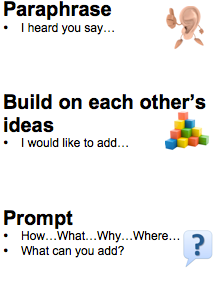 Paraphrase
• I heard you say…
Build on each other's
ideas
• I would like to add…
Prompt
• How…What…Why…Where…
• What can you add?
?